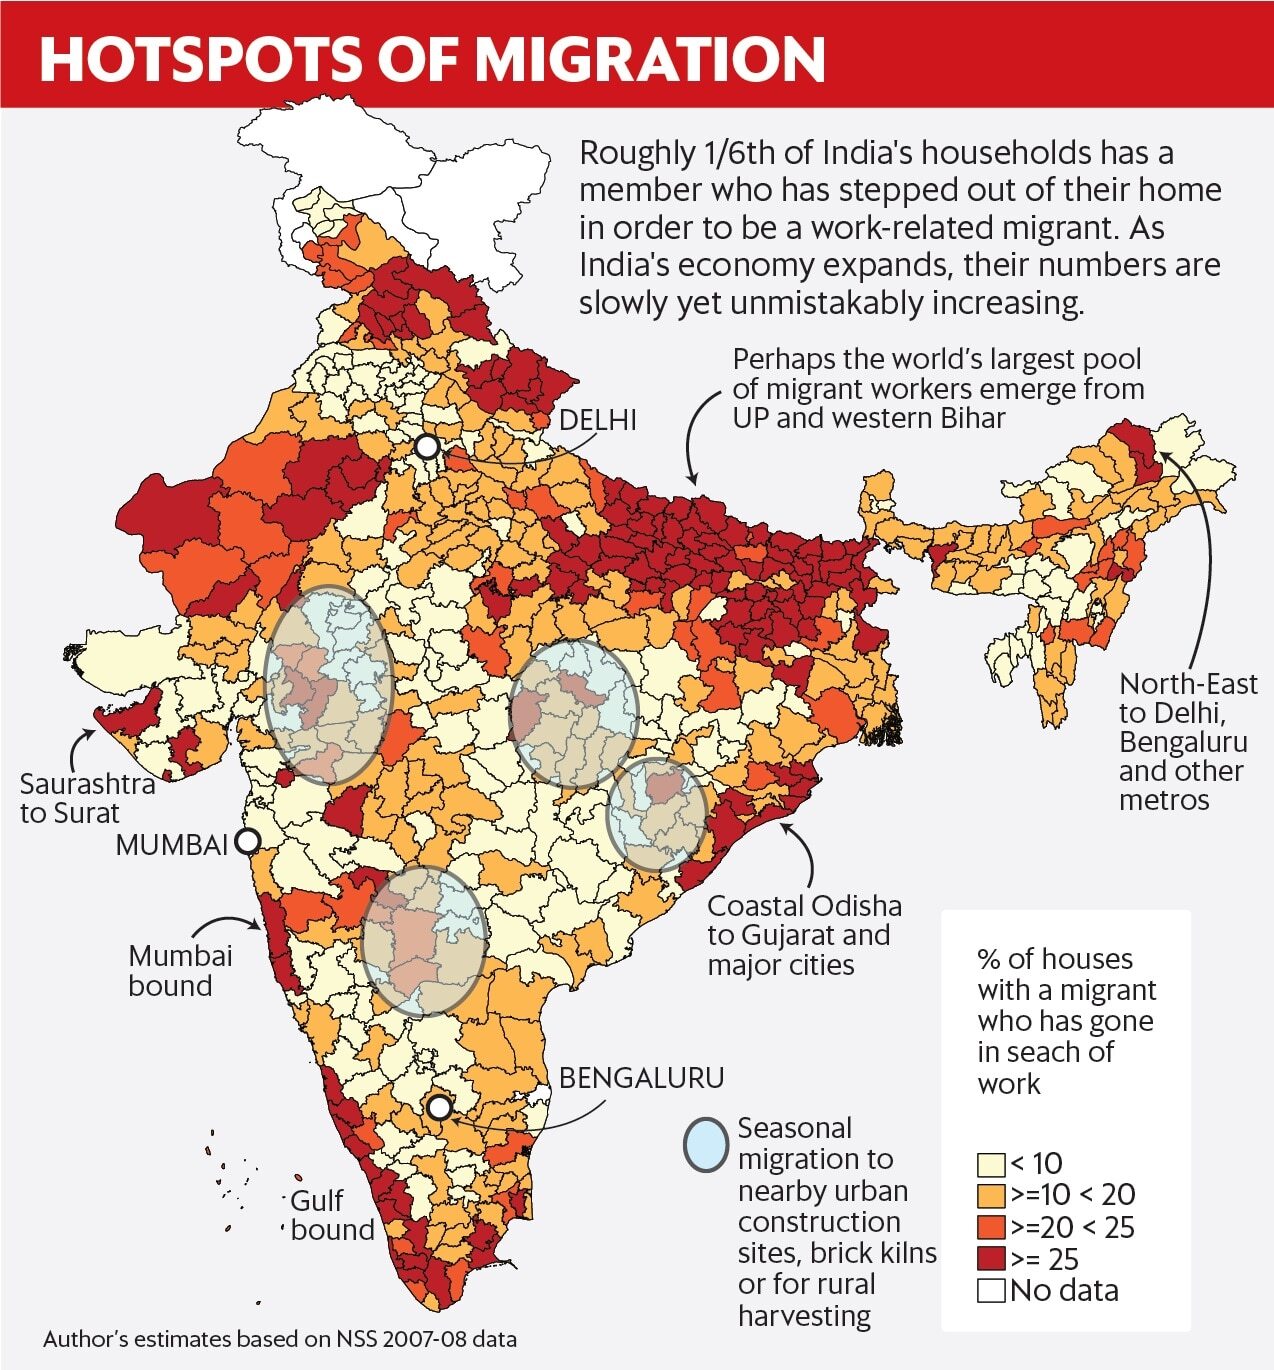 HOTSPOTS OF MIGRATION
Roughly 1/6th of India's households has a
member who has stepped out of their home
in order to be a work-related migrant. As
India's economy expands, their numbers are
slowly yet unmistakably increasing.
Perhaps the world's largest pool
of migrant workers emerge from
UP and western Bihar
DELHI
North-East
to Delhi,
Bengaluru
and other
metros
Saurashtra
to Surat
MUMBAI
Mumbai
bound
Coastal Odisha
to Gujarat and
major cities
BENGALURU
Gulf
bound
Seasonal
migration to
nearby urban
construction
sites, brick kilns
or for rural
harvesting
% of houses
with a migrant
who has gone
in seach of
work
< 10
>=10 < 20
>=20 < 25
>= 25
No data
Author's estimates based on NSS 2007-08 data